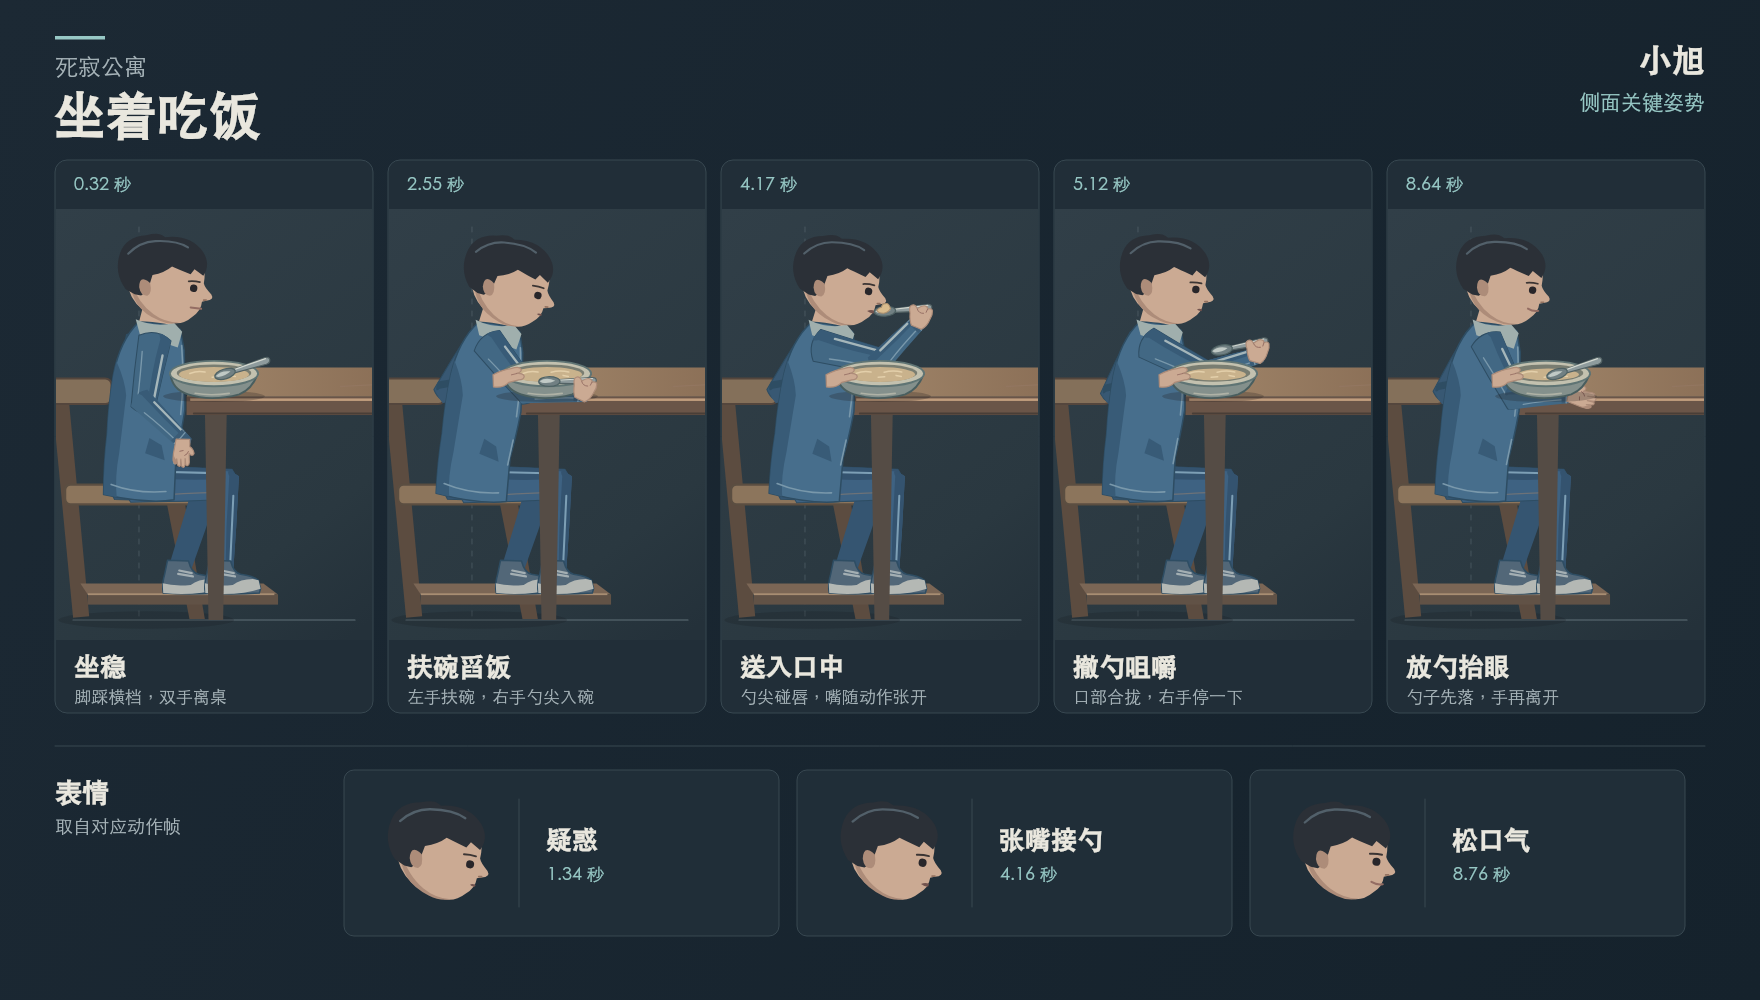 死寂公寓
坐着吃饭
小旭
侧面关键姿势
0.32 秒
2.55 秒
4.17 秒
5.12 秒
8.64 秒
坐稳
脚踩横档，双手离桌
扶碗舀饭
左手扶碗，右手勺尖入碗
送入口中
勺尖碰唇，嘴随动作张开
撤勺咀嚼
口部合拢，右手停一下
放勺抬眼
勺子先落，手再离开
表情
取自对应动作帧
疑惑
1.34 秒
张嘴接勺
4.16 秒
松口气
8.76 秒